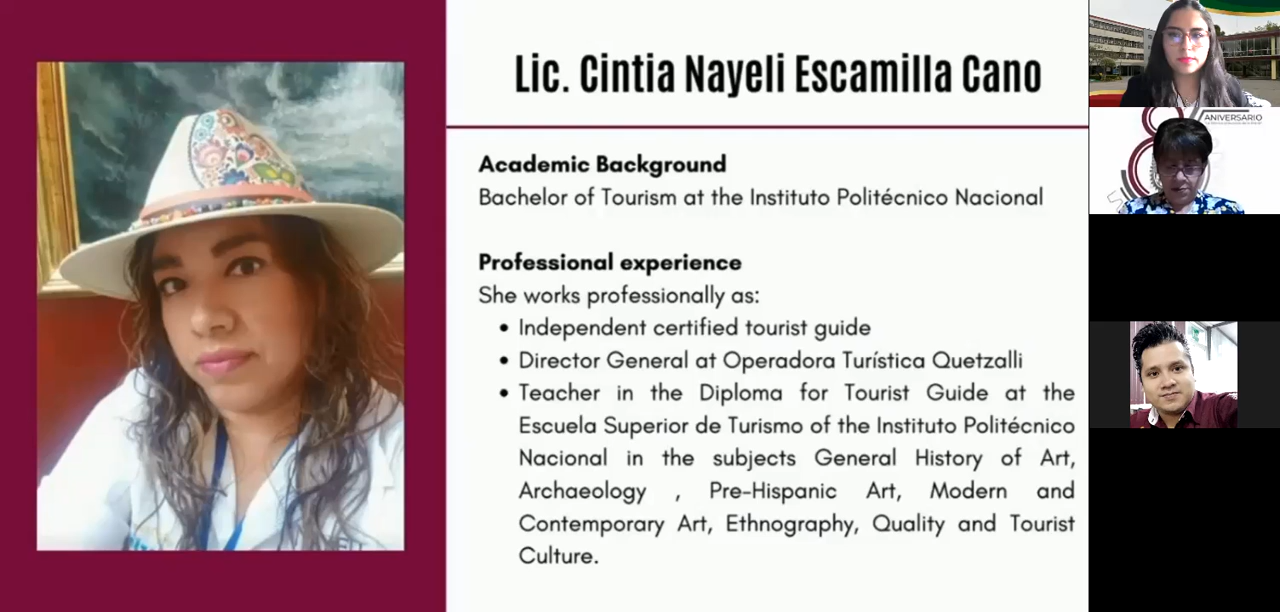 Lic. Cintia Nayeli Escamilla Cano
Academic Background
Bachelor of Tourism at the Instituto Politécnico Nacional
Professional experience
She works professionally as:
• Independent certified tourist guide
• Director General at Operadora Turística Quetzalli
• Teacher in the Diploma for Tourist Guide at the
Escuela Superior de Turismo of the Instituto Politécnico
Nacional in the subjects General History of Art,
Archaeology , Pre-Hispanic Art, Modern and
Contemporary Art, Ethnography, Quality and Tourist
Culture.
ANIVERSARIO